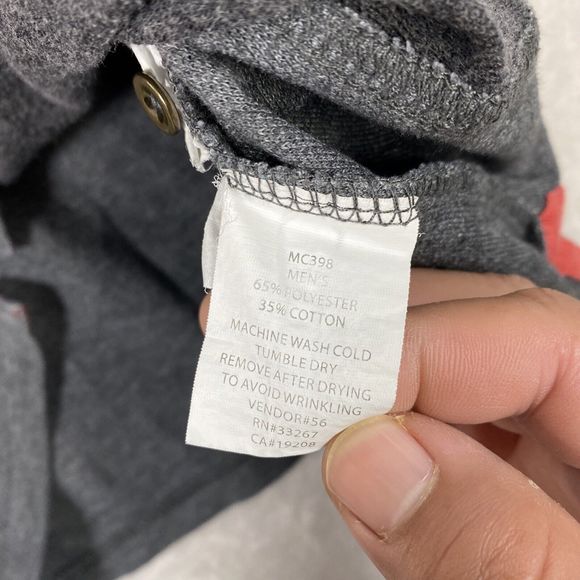 MC398
MEN'S
65% POLYESTER
35% COTTON
MACHINE WASH COLD
TUMBLE DRY
REMOVE AFTER DRYING
TO AVOID WRINKLING
VENDOR#56
RN#33267
CA#19208